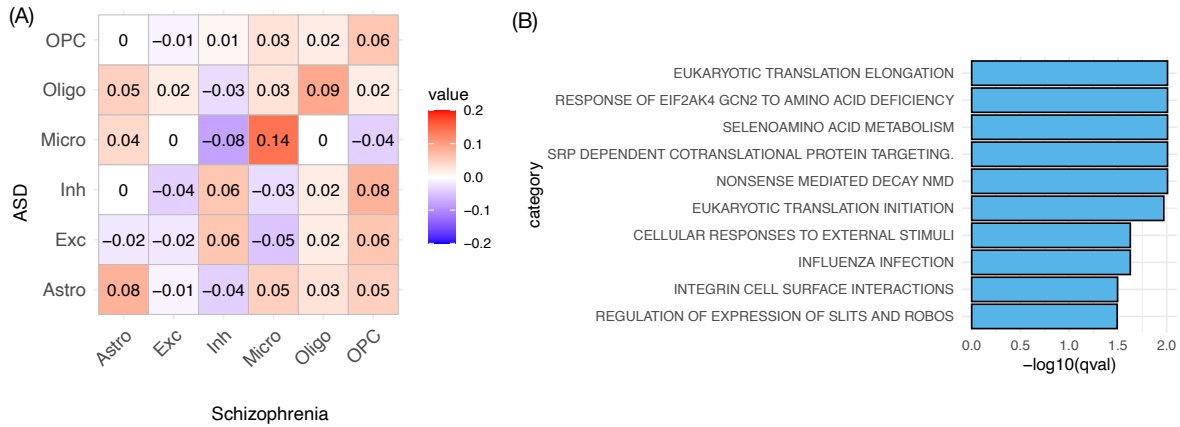 (A)
OPC 0 −0.01 0.01 0.03 0.02 0.06
Oligo 0.05 0.02 −0.03 0.03 0.09 0.02
Micro 0.04 0 −0.08 0.14 0 −0.04
Inh 0 −0.04 0.06 −0.03 0.02 0.08
Exc −0.02 −0.02 0.06 −0.05 0.02 0.06
Astro 0.08 −0.01 −0.04 0.05 0.03 0.05
Astro Exc Inh Micro Oligo OPC
Schizophrenia
ASD
value
0.2
0.1
0.0
−0.1
−0.2
(B)
category
EUKARYOTIC TRANSLATION ELONGATION
RESPONSE OF EIF2AK4 GCN2 TO AMINO ACID DEFICIENCY
SELENOAMINO ACID METABOLISM
SRP DEPENDENT COTRANSLATIONAL PROTEIN TARGETING.
NONSENSE MEDIATED DECAY NMD
EUKARYOTIC TRANSLATION INITIATION
CELLULAR RESPONSES TO EXTERNAL STIMULI
INFLUENZA INFECTION
INTEGRIN CELL SURFACE INTERACTIONS
REGULATION OF EXPRESSION OF SLITS AND ROBOS
0.0 0.5 1.0 1.5 2.0
−log10(qval)